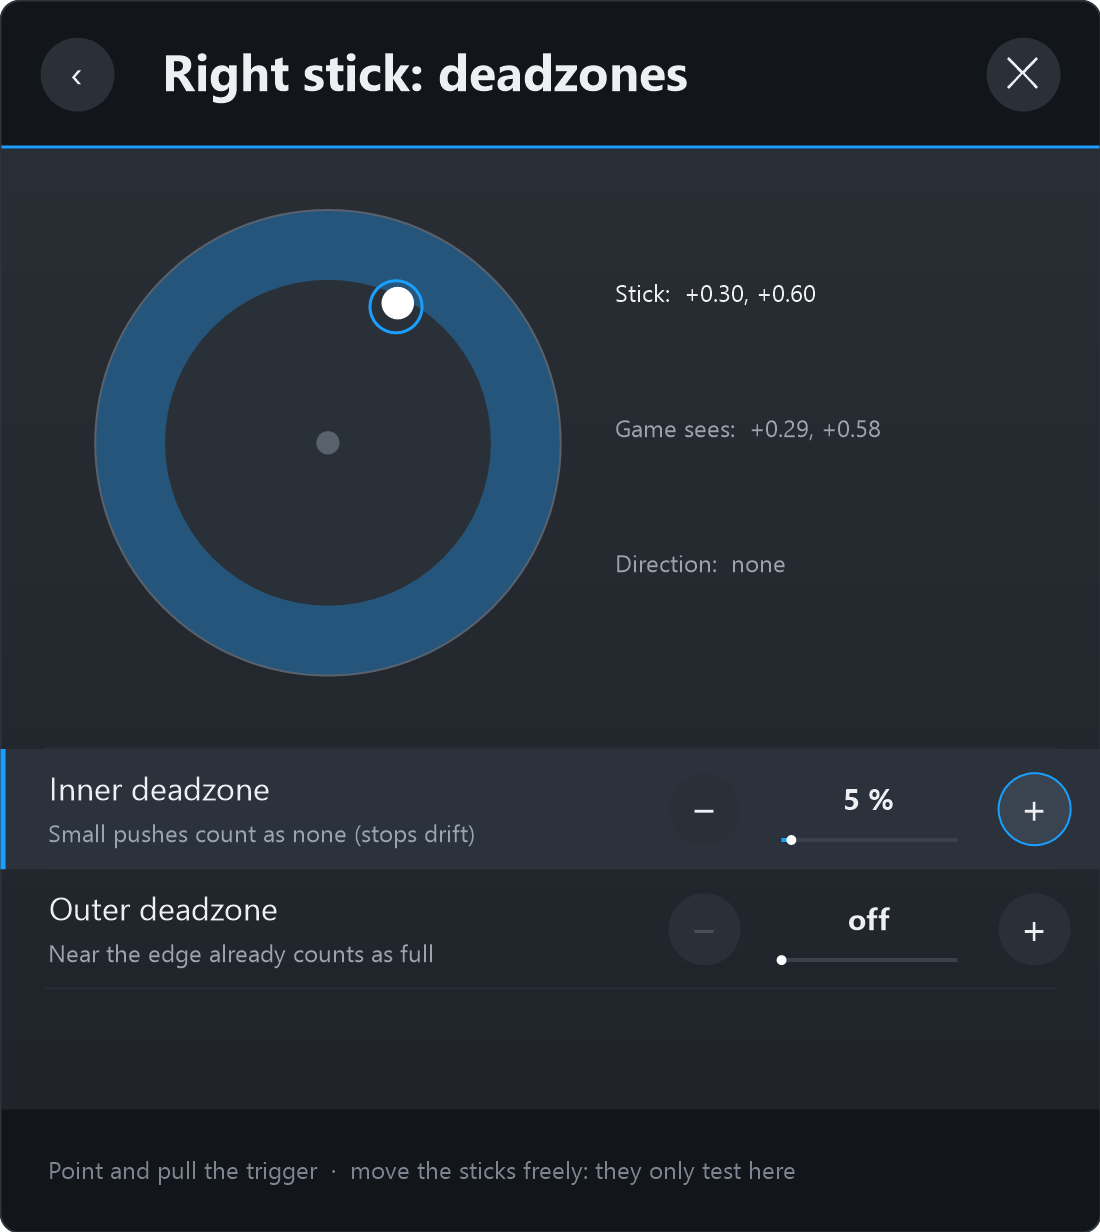 ‹ Right stick: deadzones
Stick: +0.30, +0.60
Game sees: +0.29, +0.58
Direction: none
Inner deadzone
Small pushes count as none (stops drift)
− 5 % +
Outer deadzone
Near the edge already counts as full
− off +
Point and pull the trigger · move the sticks freely: they only test here